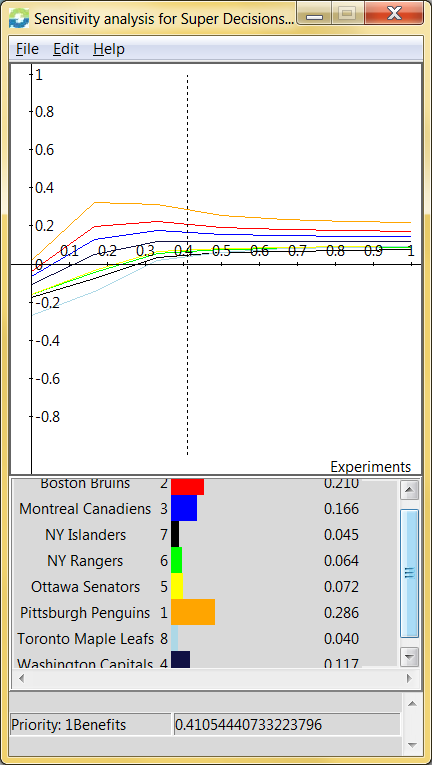 Sensitivity analysis for Super Decisions...
File Edit Help
1
0.8
0.6
0.4
0.2
0.1 0.2 0.3 0.4 0.5 0.6 0.7 0.8 0.9 1
0
-0.2
-0.4
-0.6
-0.8
Experiments
Boston Bruins 2 0.210
Montreal Canadiens 3 0.166
NY Islanders 7 0.045
NY Rangers 6 0.064
Ottawa Senators 5 0.072
Pittsburgh Penguins 1 0.286
Toronto Maple Leafs 8 0.040
Washington Capitals 4 0.117
Priority: 1Benefits 0.41054440733223796